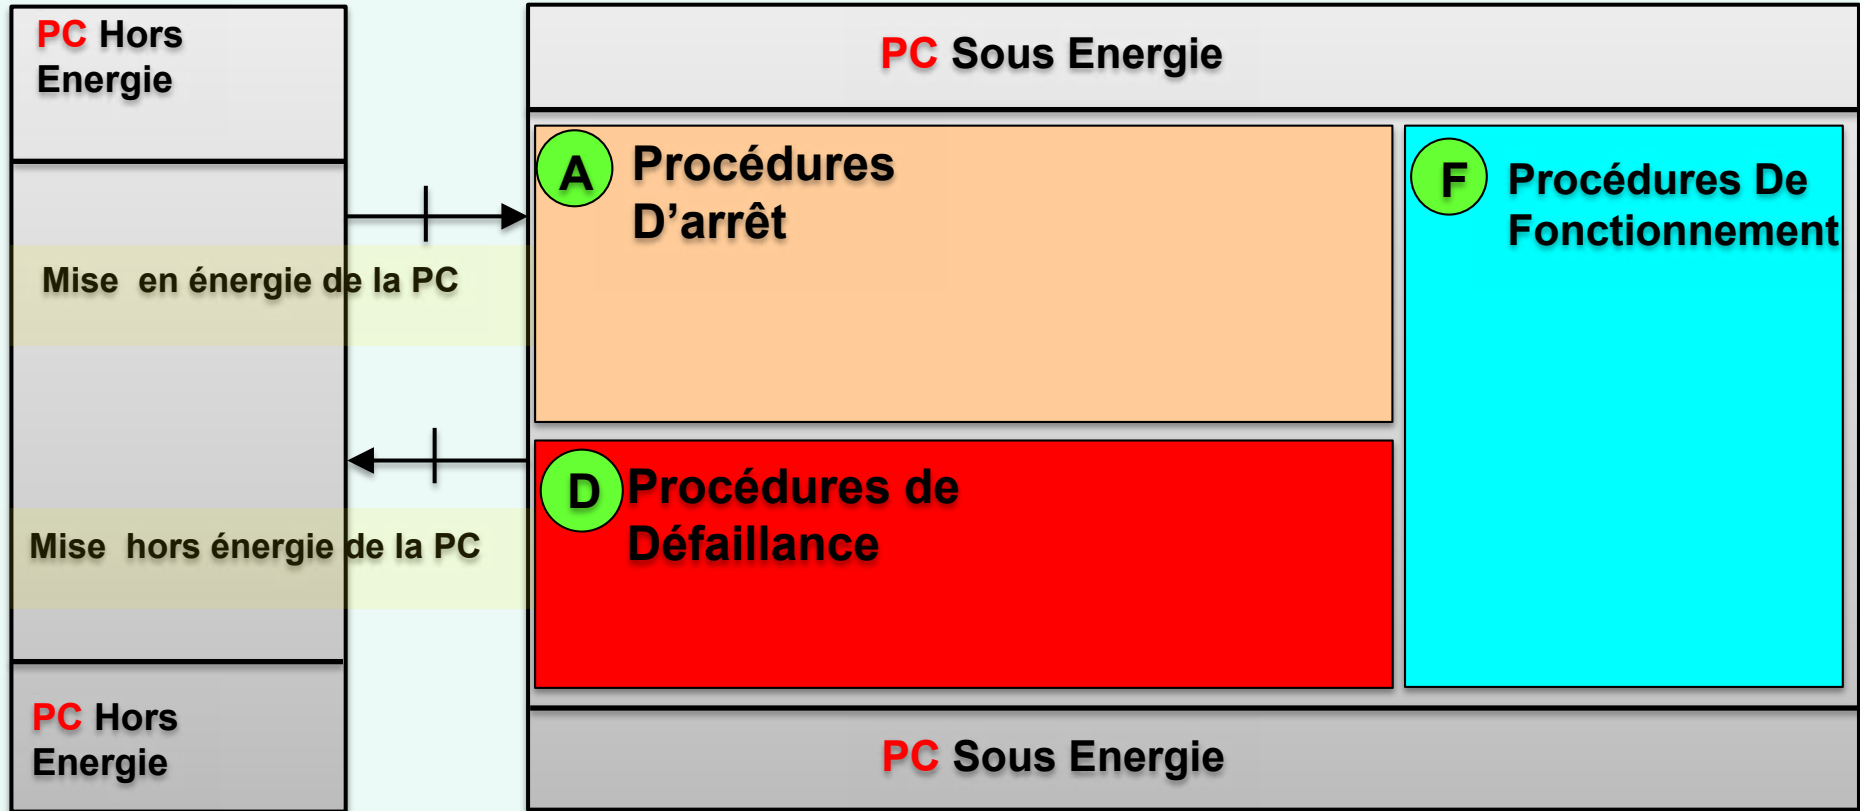 PC Hors
Energie
PC Sous Energie
A
Procédures
D’arrêt
F
Procédures De
Fonctionnement
Mise en énergie de la PC
D
Procédures de
Défaillance
Mise hors énergie de la PC
PC Hors
Energie
PC Sous Energie